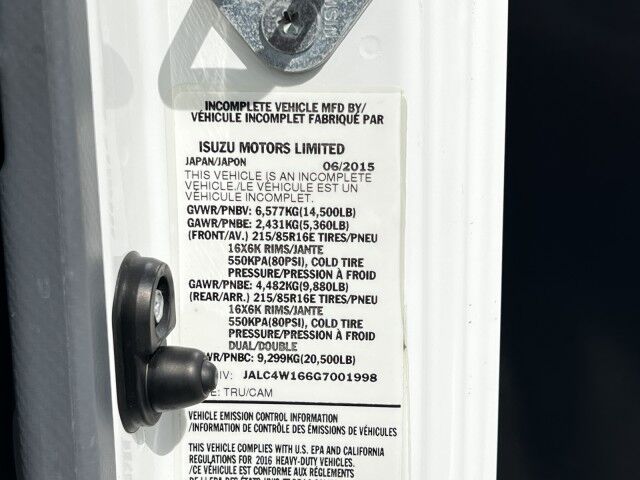 INCOMPLETE VEHICLE MFD BY/
VÉHICULE INCOMPLET FABRIQUÉ PAR
ISUZU MOTORS LIMITED
JAPAN/JAPON 06/2015
THIS VEHICLE IS AN INCOMPLETE
VEHICLE./LE VÉHICULE EST UN
VÉHICULE INCOMPLET.
GVWR/PNBV: 6,577KG(14,500LB)
GAWR/PNBE: 2,431KG(5,360LB)
(FRONT/AV.) 215/85R16E TIRES/PNEU
16X6K RIMS/JANTE
550KPA(80PSI), COLD TIRE
PRESSURE/PRESSION À FROID
GAWR/PNBE: 4,482KG(9,880LB)
(REAR/ARR.) 215/85R16E TIRES/PNEU
16X6K RIMS/JANTE
550KPA(80PSI), COLD TIRE
PRESSURE/PRESSION À FROID
DUAL/DOUBLE
WR/PNBC: 9,299KG(20,500LB)
IV: JALC4W166G7001998
E: TRU/CAM
VEHICLE EMISSION CONTROL INFORMATION
/INFORMATION DE CONTRÔLE DES ÉMISSIONS DE VÉHICULES
THIS VEHICLE COMPLIES WITH U.S. EPA AND CALIFORNIA
REGULATIONS FOR 2016 HEAVY-DUTY VEHICLES.
/CE VÉHICULE EST CONFORME AUX RÈGLEMENTS